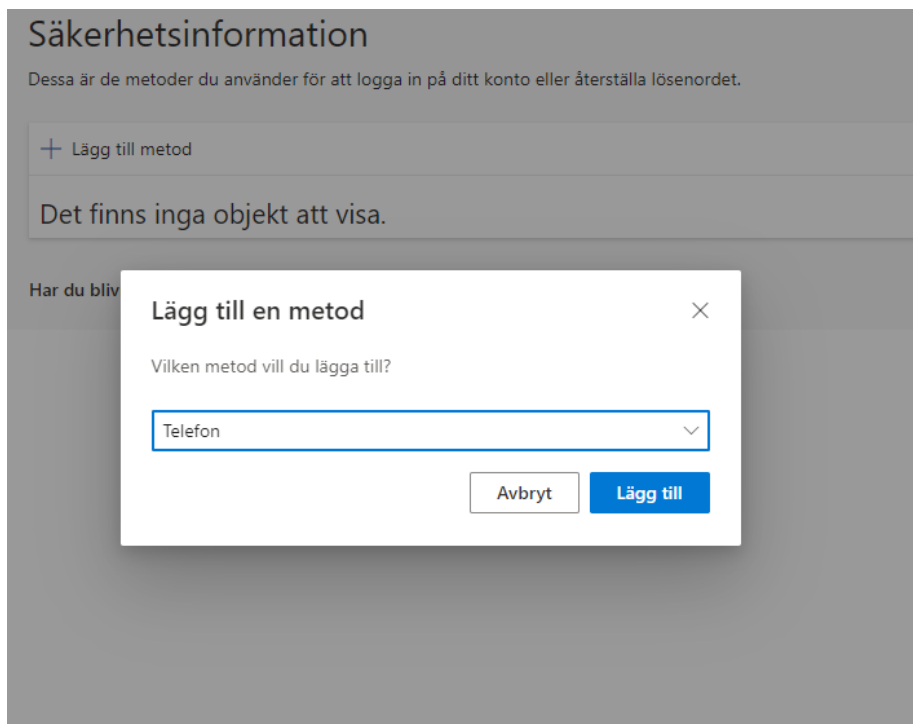 Säkerhetsinformation
Dessa är de metoder du använder för att logga in på ditt konto eller återställa lösenordet.
Lägg till metod
Det finns inga objekt att visa.
Har du bliv
Lägg till en metod
Vilken metod vill du lägga till?
Telefon
Avbryt Lägg till